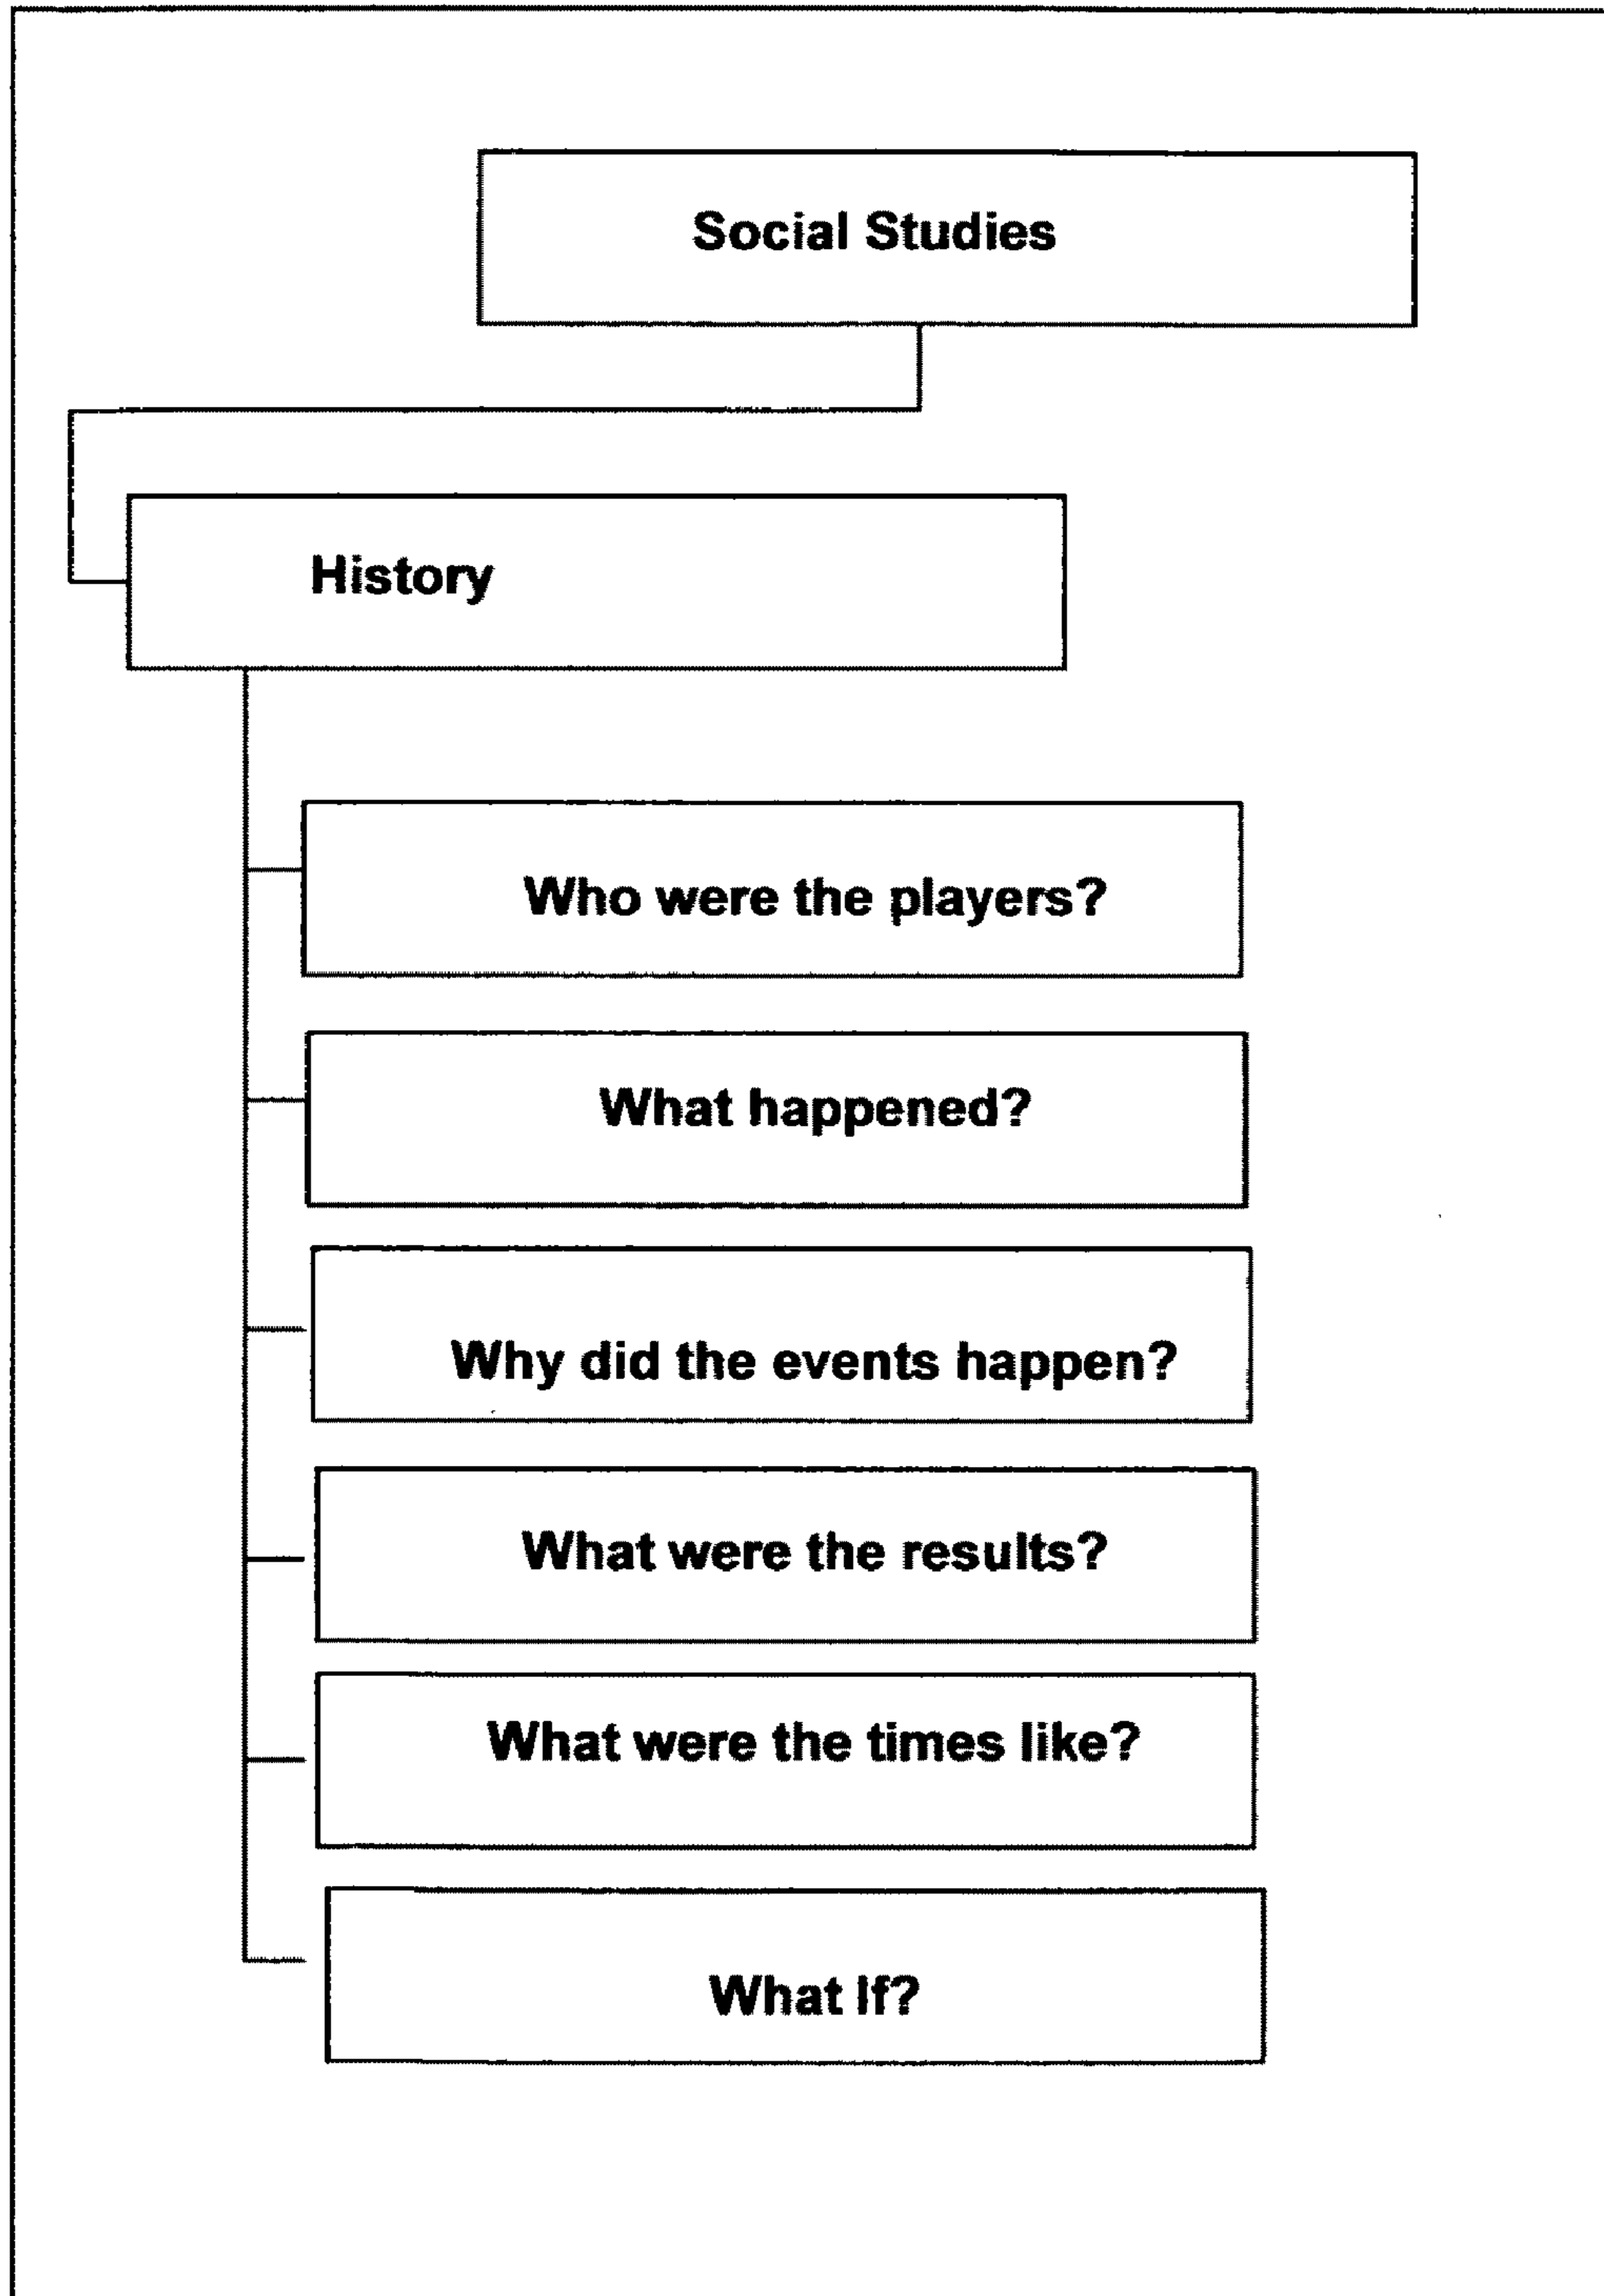 Social Studies
History
Who were the players?
What happened?
Why did the events happen?
What were the results?
What were the times like?
What If?